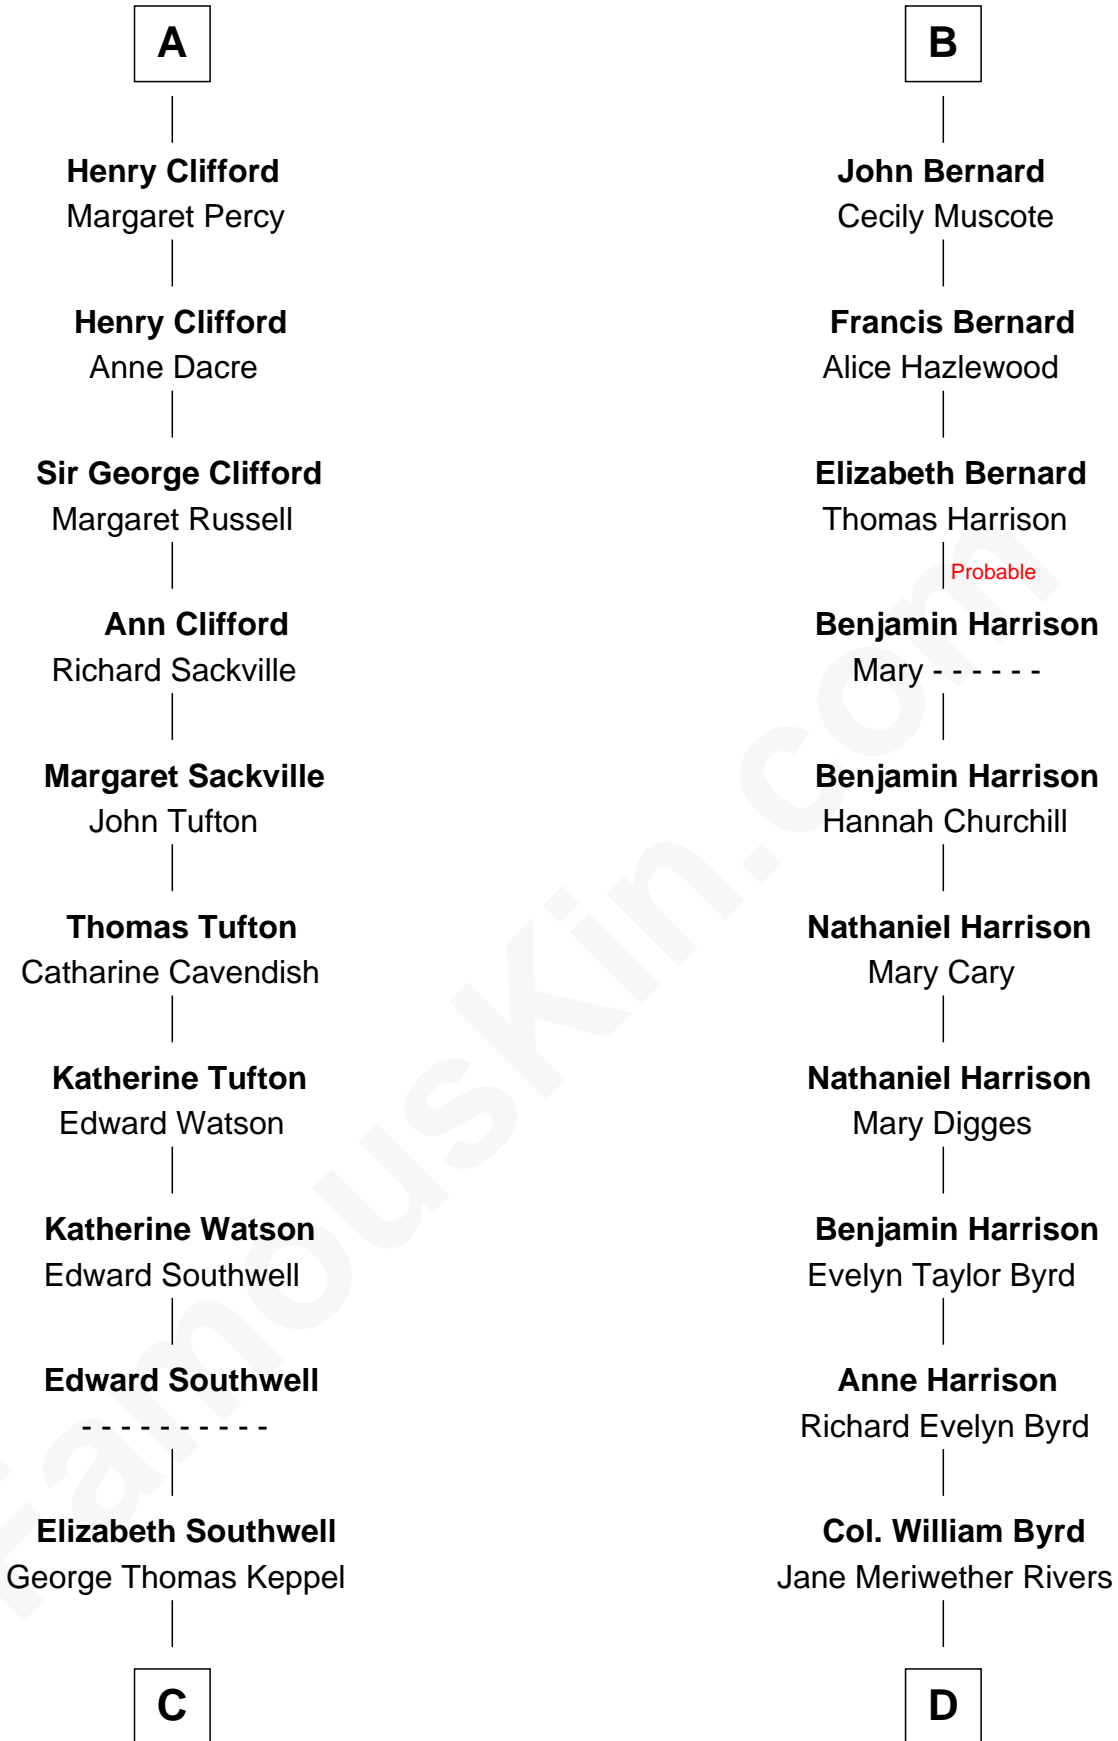 A
Henry Clifford
Margaret Percy
Henry Clifford
Anne Dacre
Sir George Clifford
Margaret Russell
Ann Clifford
Richard Sackville
Margaret Sackville
John Tufton
Thomas Tufton
Catharine Cavendish
Katherine Tufton
Edward Watson
Katherine Watson
Edward Southwell
Edward Southwell
- - - - - - - - - -
Elizabeth Southwell
George Thomas Keppel
C
B
John Bernard
Cecily Muscote
Francis Bernard
Alice Hazlewood
Elizabeth Bernard
Thomas Harrison
Probable
Benjamin Harrison
Mary - - - - - -
Benjamin Harrison
Hannah Churchill
Nathaniel Harrison
Mary Cary
Nathaniel Harrison
Mary Digges
Benjamin Harrison
Evelyn Taylor Byrd
Anne Harrison
Richard Evelyn Byrd
Col. William Byrd
Jane Meriwether Rivers
D
FamousKin.com